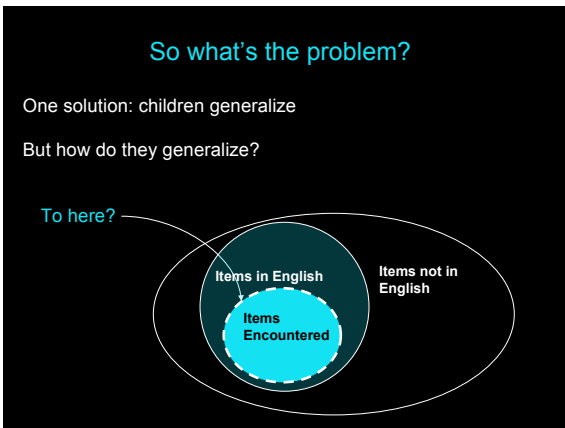 So what's the problem?
One solution: children generalize
But how do they generalize?
To here?
Items in English
Items not in
English
Items
Encountered